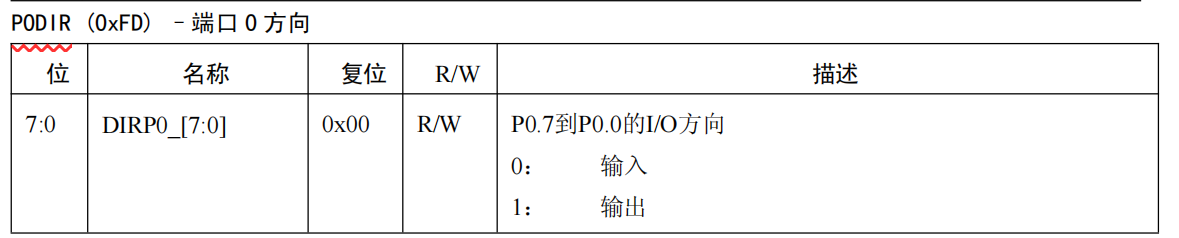 PODIR (0xFD) –端口 0 方向
位 名称 复位 R/W 描述
7:0 DIRP0_[7:0] 0x00 R/W P0.7到P0.0的I/O方向
0： 输入
1： 输出